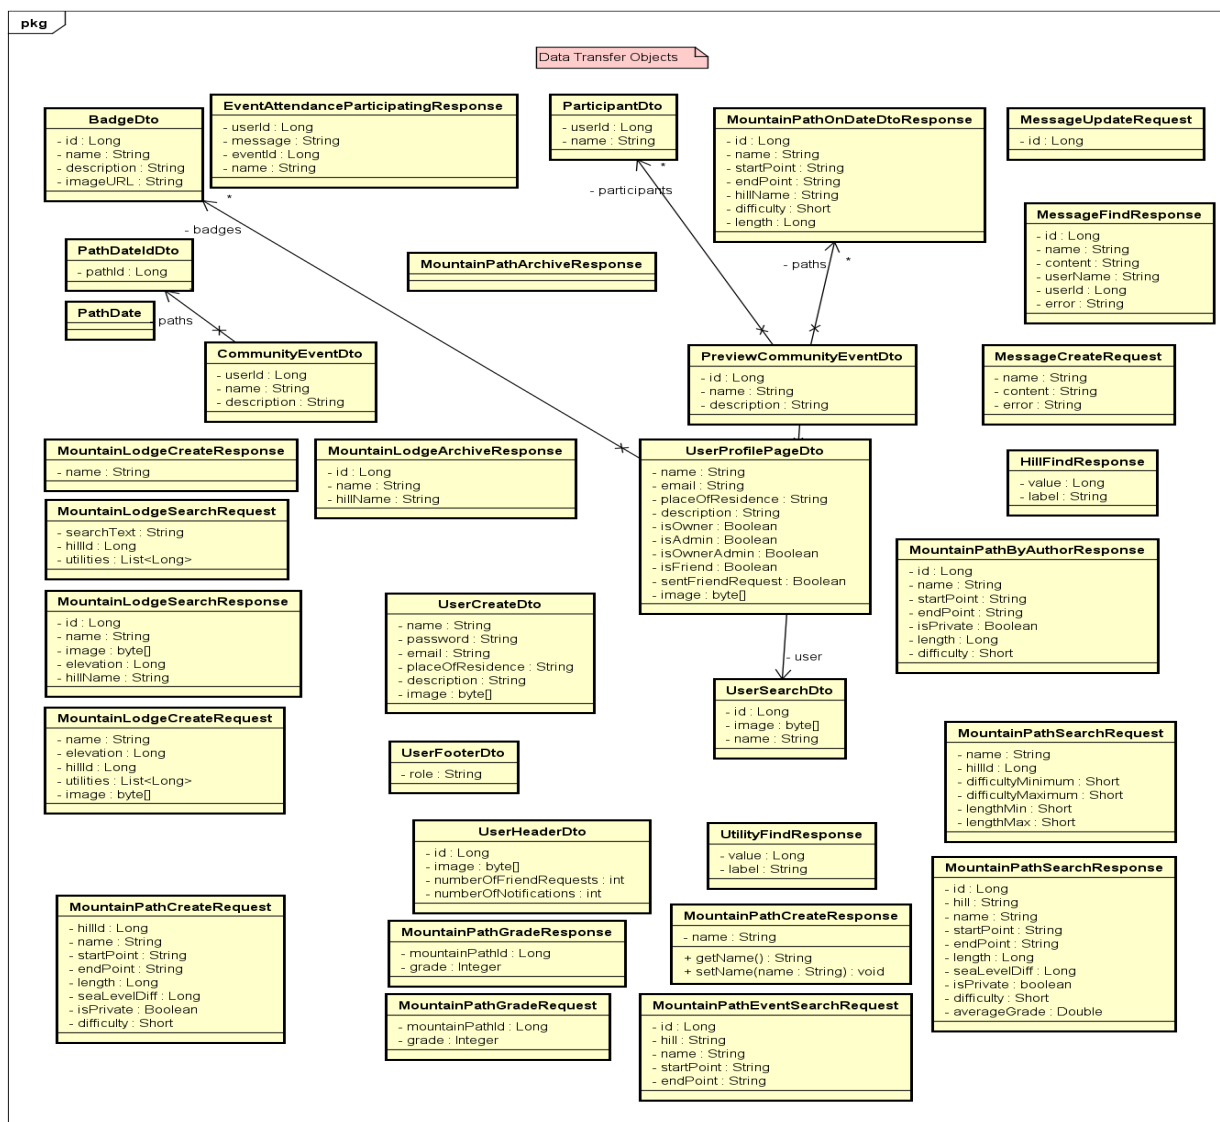 pkg
Data Transfer Objects
BadgeDto
- id : Long
- name : String
- description : String
- imageURL : String
EventAttendanceParticipatingResponse
- userId : Long
- message : String
- eventId : Long
- name : String
ParticipantDto
- userId : Long
- name : String
MountainPathOnDateDtoResponse
- id : Long
- name : String
- startPoint : String
- endPoint : String
- hillName : String
- difficulty : Short
- length : Long
MessageUpdateRequest
- id : Long
*
- badges
*
- participants
*
- paths
MessageFindResponse
- id : Long
- name : String
- content : String
- userName : String
- userId : Long
- error : String
PathDateIdDto
- pathId : Long
MountainPathArchiveResponse
PathDate
- paths
CommunityEventDto
- userId : Long
- name : String
- description : String
PreviewCommunityEventDto
- id : Long
- name : String
- description : String
MessageCreateRequest
- name : String
- content : String
- error : String
MountainLodgeCreateResponse
- name : String
MountainLodgeArchiveResponse
- id : Long
- name : String
- hillName : String
UserProfilePageDto
- name : String
- email : String
- placeOfResidence : String
- description : String
- isOwner : Boolean
- isAdmin : Boolean
- isOwnerAdmin : Boolean
- isFriend : Boolean
- sentFriendRequest : Boolean
- image : byte[]
HillFindResponse
- value : Long
- label : String
MountainLodgeSearchRequest
- searchText : String
- hillId : Long
- utilities : List<Long>
MountainPathByAuthorResponse
- id : Long
- name : String
- startPoint : String
- endPoint : String
- isPrivate : Boolean
- length : Long
- difficulty : Short
MountainLodgeSearchResponse
- id : Long
- name : String
- image : byte[]
- elevation : Long
- hillName : String
UserCreateDto
- name : String
- password : String
- email : String
- placeOfResidence : String
- description : String
- image : byte[]
- user
UserSearchDto
- id : Long
- image : byte[]
- name : String
MountainLodgeCreateRequest
- name : String
- elevation : Long
- hillId : Long
- utilities : List<Long>
- image : byte[]
UserFooterDto
- role : String
MountainPathSearchRequest
- name : String
- hillId : Long
- difficultyMinimum : Short
- difficultyMaximum : Short
- lengthMin : Short
- lengthMax : Short
UserHeaderDto
- id : Long
- image : byte[]
- numberOfFriendRequests : int
- numberOfNotifications : int
UtilityFindResponse
- value : Long
- label : String
MountainPathSearchResponse
- id : Long
- hill : String
- name : String
- startPoint : String
- endPoint : String
- length : Long
- seaLevelDiff : Long
- isPrivate : boolean
- difficulty : Short
- averageGrade : Double
MountainPathCreateRequest
- hillId : Long
- name : String
- startPoint : String
- endPoint : String
- length : Long
- seaLevelDiff : Long
- isPrivate : Boolean
- difficulty : Short
MountainPathGradeResponse
- mountainPathId : Long
- grade : Integer
MountainPathCreateResponse
- name : String
+ getName() : String
+ setName(name : String) : void
MountainPathGradeRequest
- mountainPathId : Long
- grade : Integer
MountainPathEventSearchRequest
- id : Long
- hill : String
- name : String
- startPoint : String
- endPoint : String